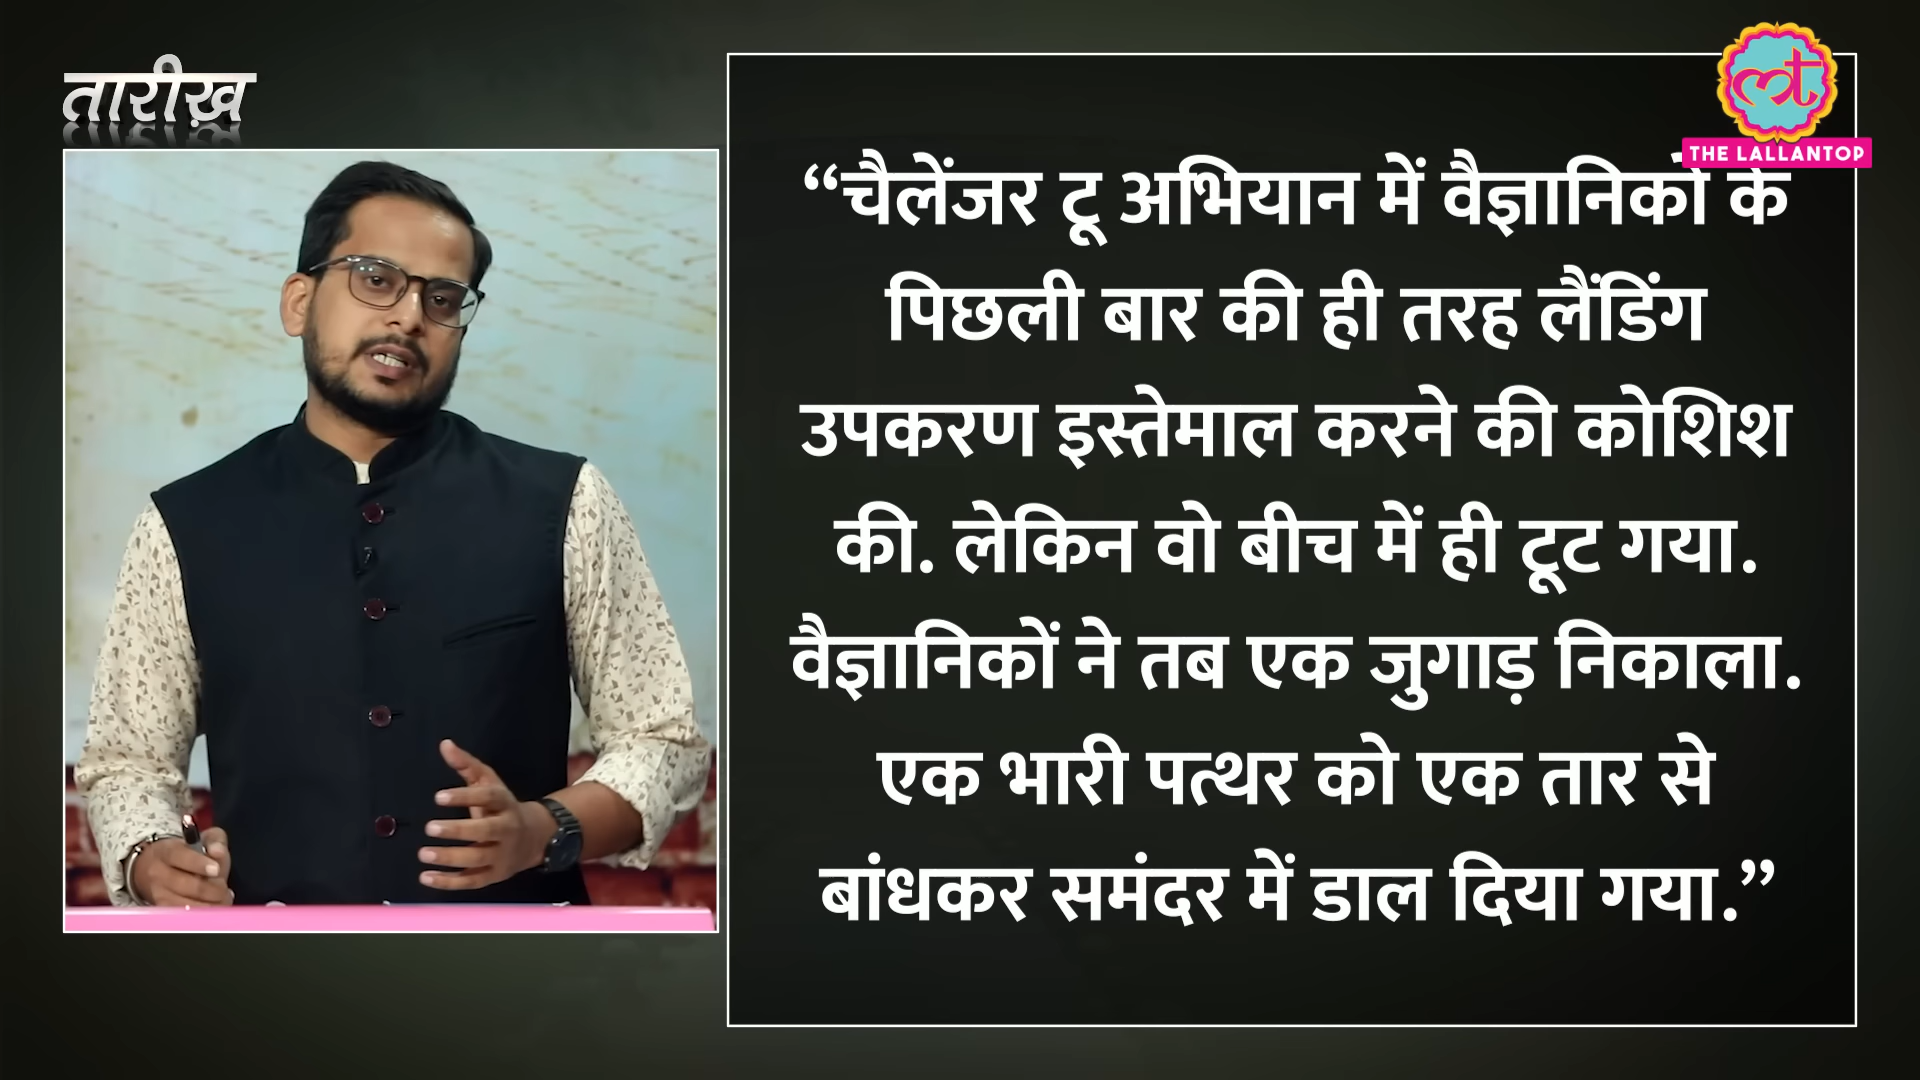 तारीख़
THE LALLANTOP
“चैलेंजर टू अभियान में वैज्ञानिकों के
पिछली बार की ही तरह लैंडिंग
उपकरण इस्तेमाल करने की कोशिश
की. लेकिन वो बीच में ही टूट गया.
वैज्ञानिकों ने तब एक जुगाड़ निकाला.
एक भारी पत्थर को एक तार से
बांधकर समंदर में डाल दिया गया.”